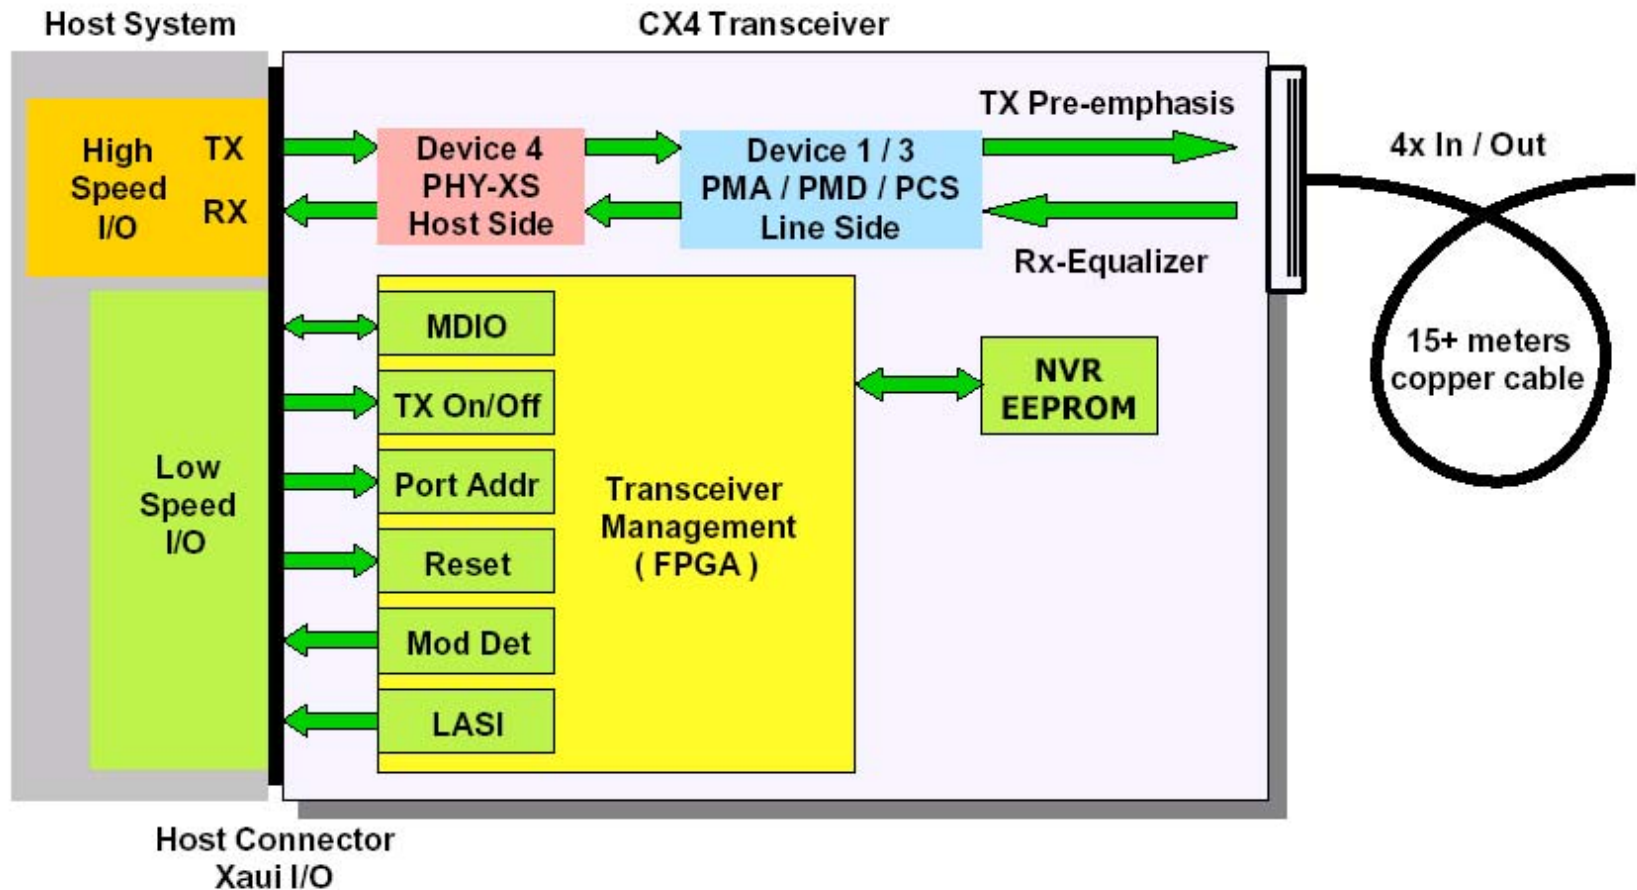 Host System
CX4 Transceiver
High
Speed
I/O
TX
RX
Device 4
PHY-XS
Host Side
Device 1 / 3
PMA / PMD / PCS
Line Side
TX Pre-emphasis
Rx-Equalizer
4x In / Out
15+ meters
copper cable
Low
Speed
I/O
MDIO
TX On/Off
Port Addr
Reset
Mod Det
LASI
Transceiver
Management
( FPGA )
NVR
EEPROM
Host Connector
Xaui I/O